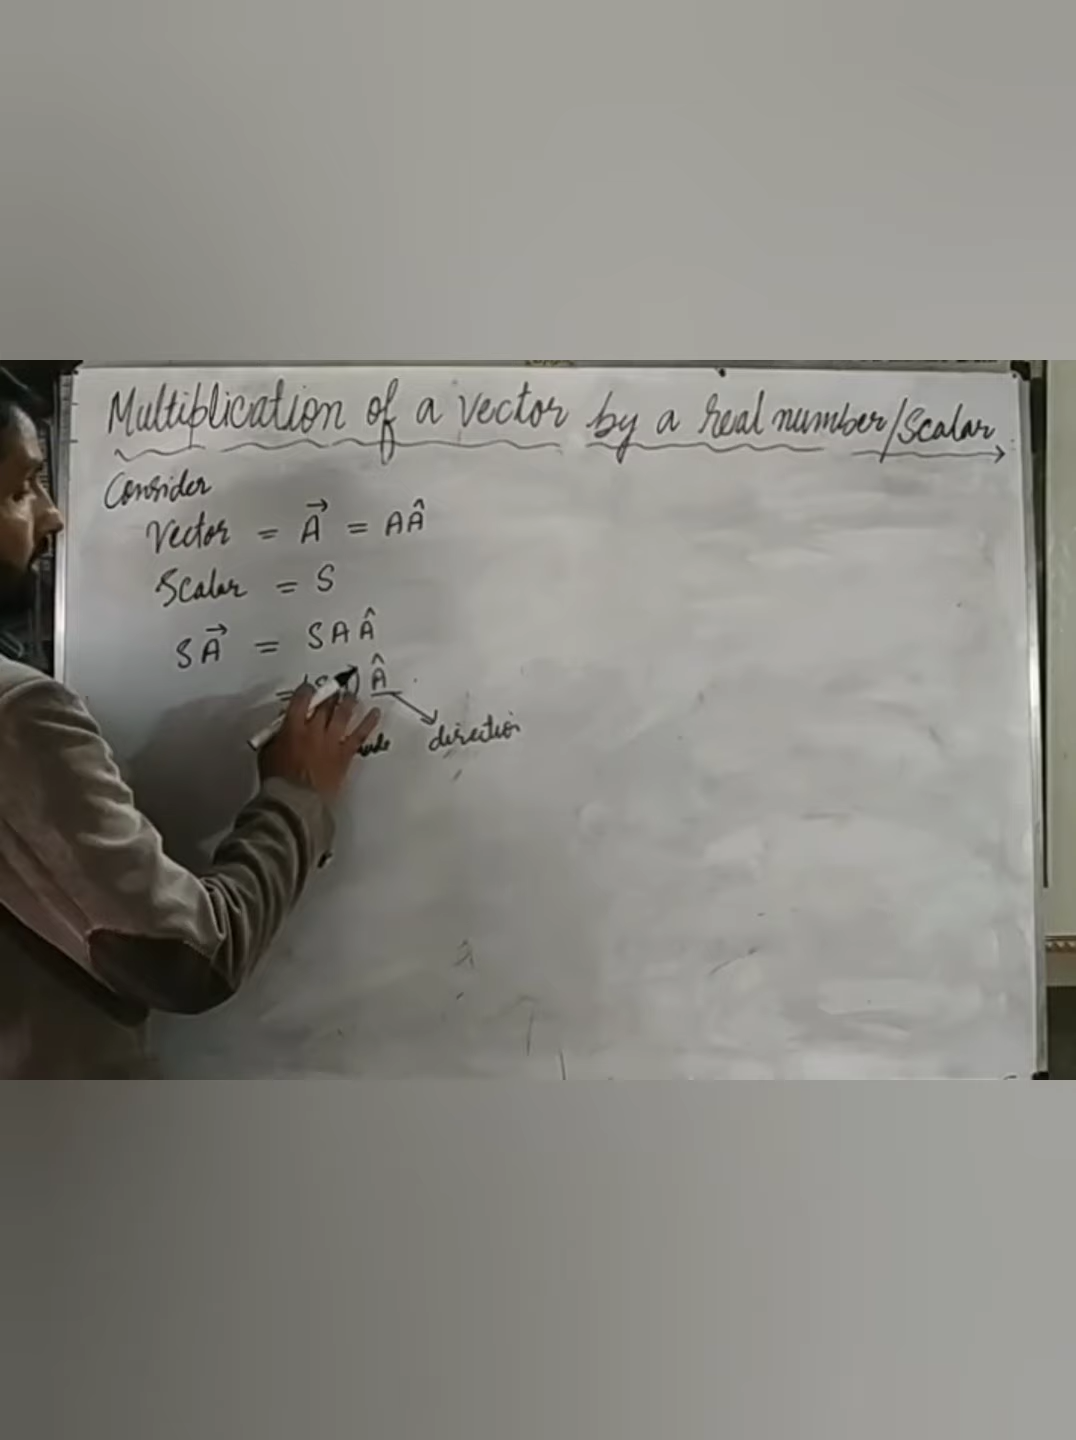 Multiplication of a vector by a real number/Scalar
Consider
Vector = A⃗ = AÂ
Scalar = S
SA⃗ = SAÂ
= Â
direction